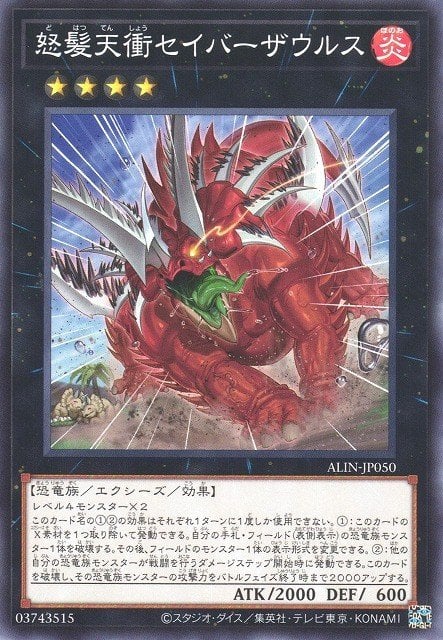 怒髪天衝セイバーザウルス
炎
ALIN-JP050
【恐竜族/エクシーズ/効果】
レベル4モンスター×2
このカード名の①②の効果はそれぞれ1ターンに1度しか使用できない。①:このカードの
X素材を1つ取り除いて発動できる。自分の手札・フィールド(表側表示)の恐竜族モンス
ター1体を破壊する。その後、フィールドのモンスター1体の表示形式を変更できる。②:他の
自分の恐竜族モンスターが戦闘を行うダメージステップ開始時に発動できる。このカード
を破壊し、その恐竜族モンスターの攻撃力をバトルフェイズ終了時まで2000アップする。
ATK/2000 DEF/ 600
03743515
©スタジオ・ダイス/集英社・テレビ東京・KONAMI